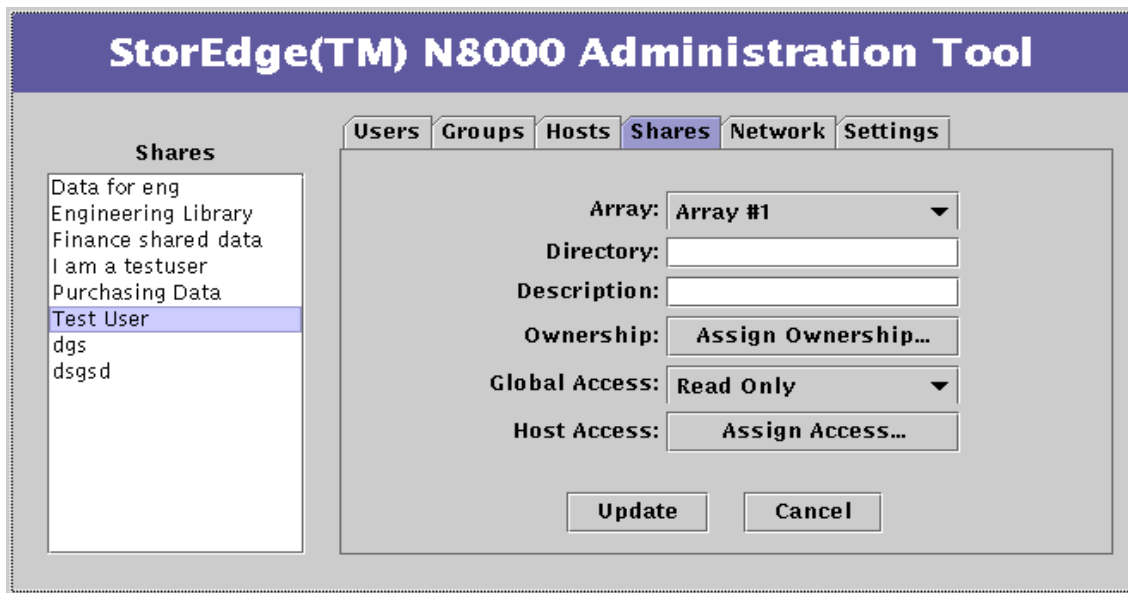 StorEdge(TM) N8000 Administration Tool
Users Groups Hosts Shares Network Settings
Shares
Data for eng
Engineering Library
Finance shared data
I am a testuser
Purchasing Data
Test User
dgs
dsgsd
Array: Array #1
Directory:
Description:
Ownership: Assign Ownership...
Global Access: Read Only
Host Access: Assign Access...
Update Cancel